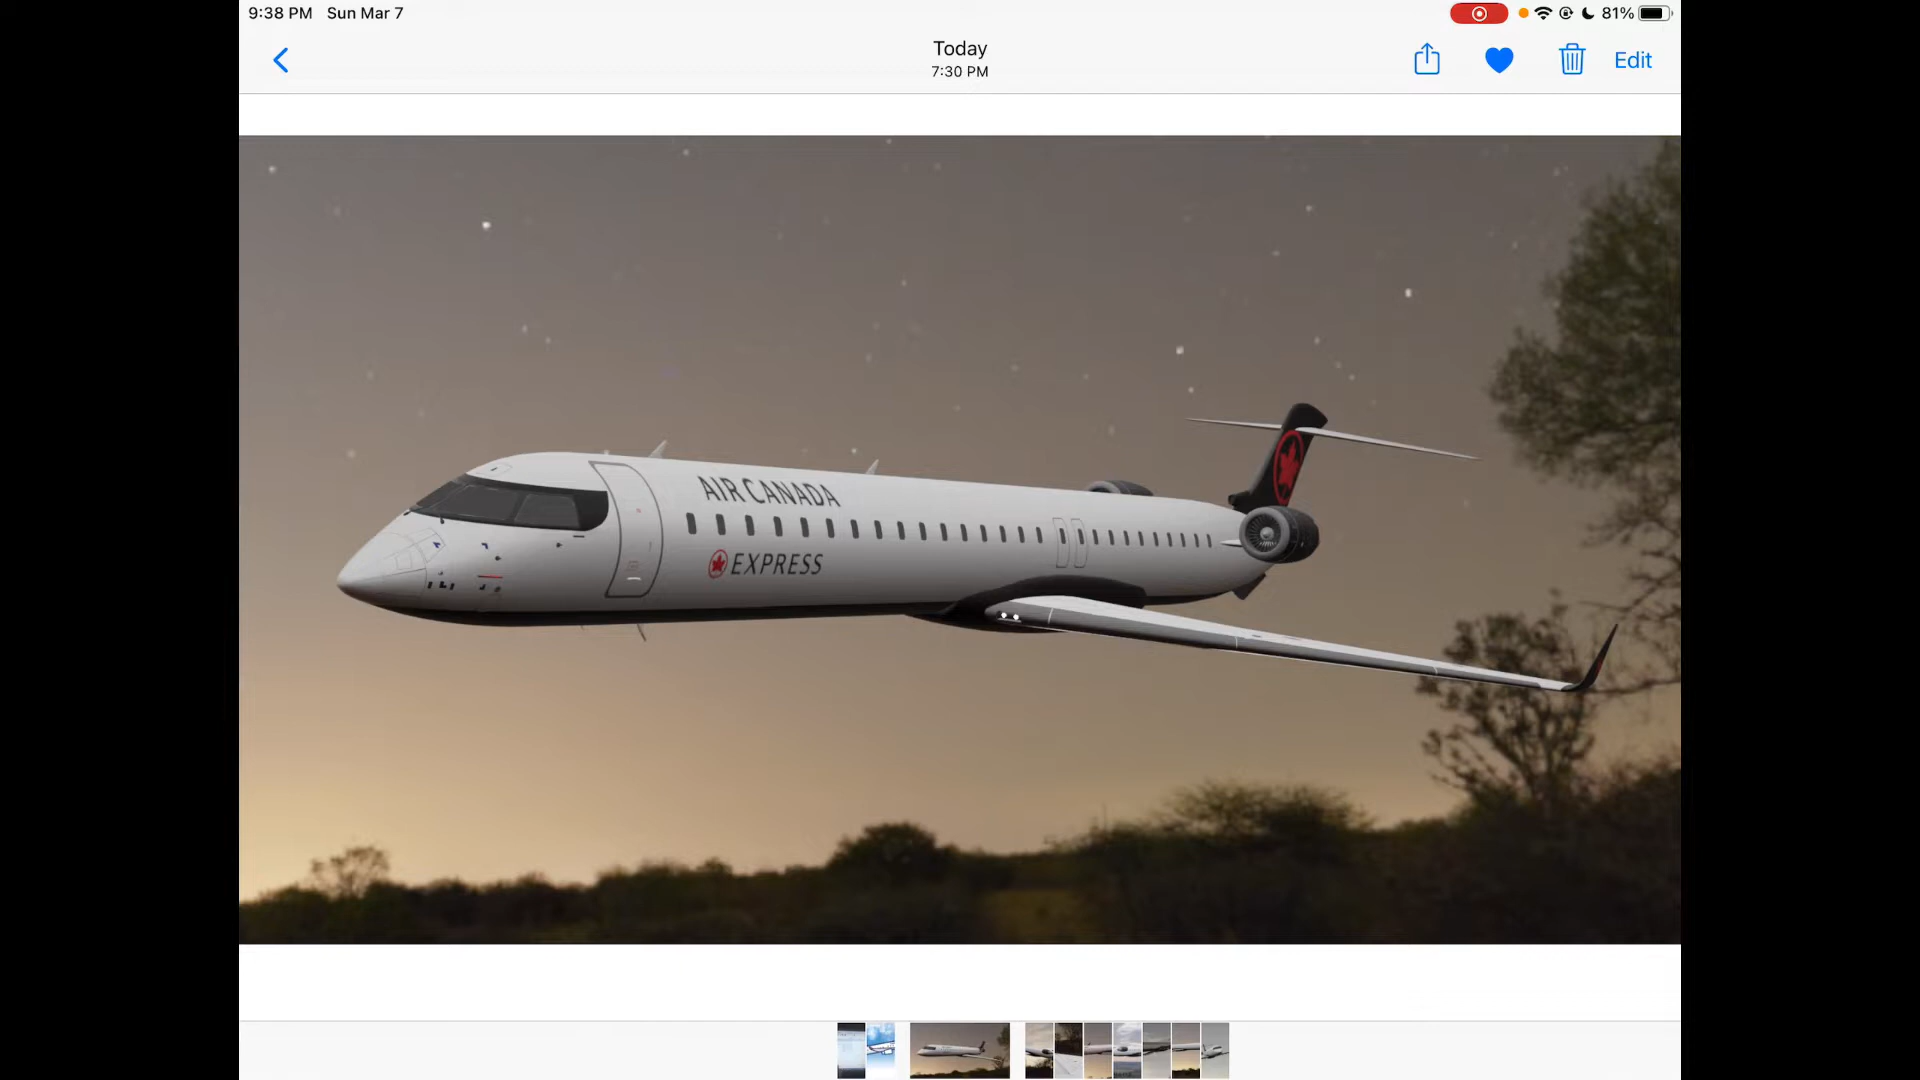 9:38 PM Sun Mar 7
81%
Today
7:30 PM
Edit
AIR CANADA
EXPRESS